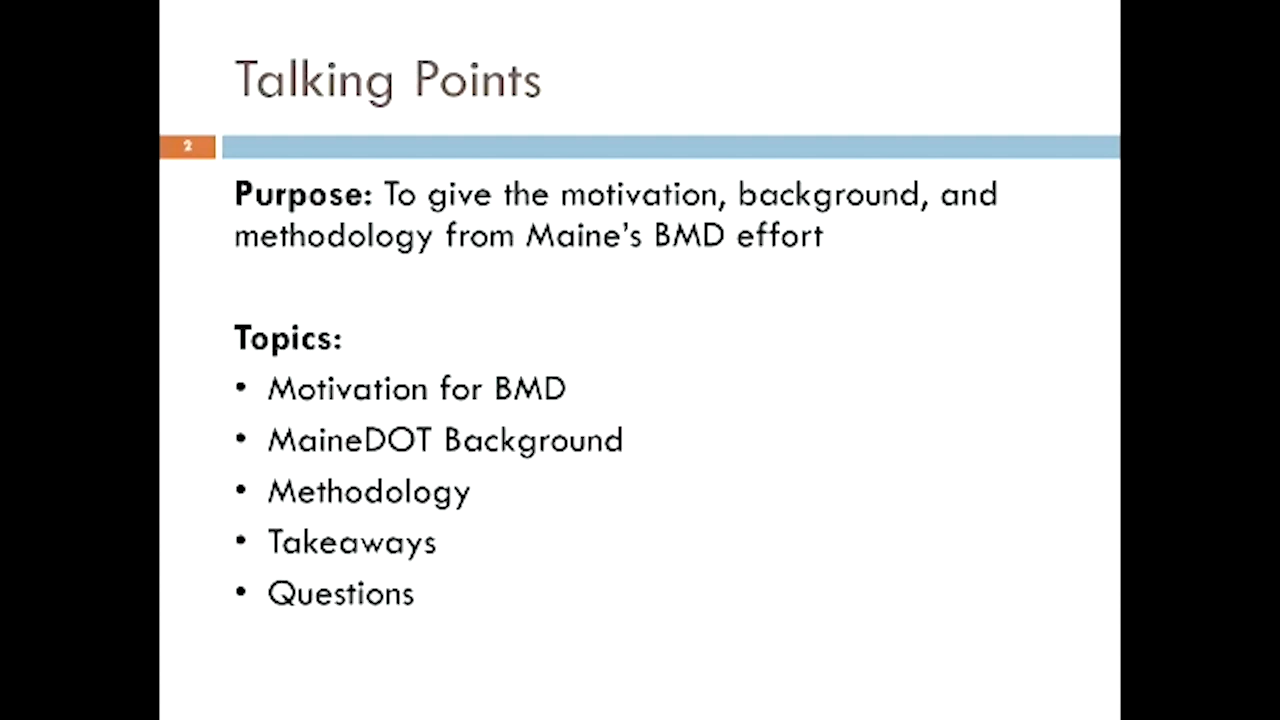 Talking Points
2
Purpose: To give the motivation, background, and
methodology from Maine's BMD effort
Topics:
• Motivation for BMD
• MaineDOT Background
• Methodology
• Takeaways
• Questions